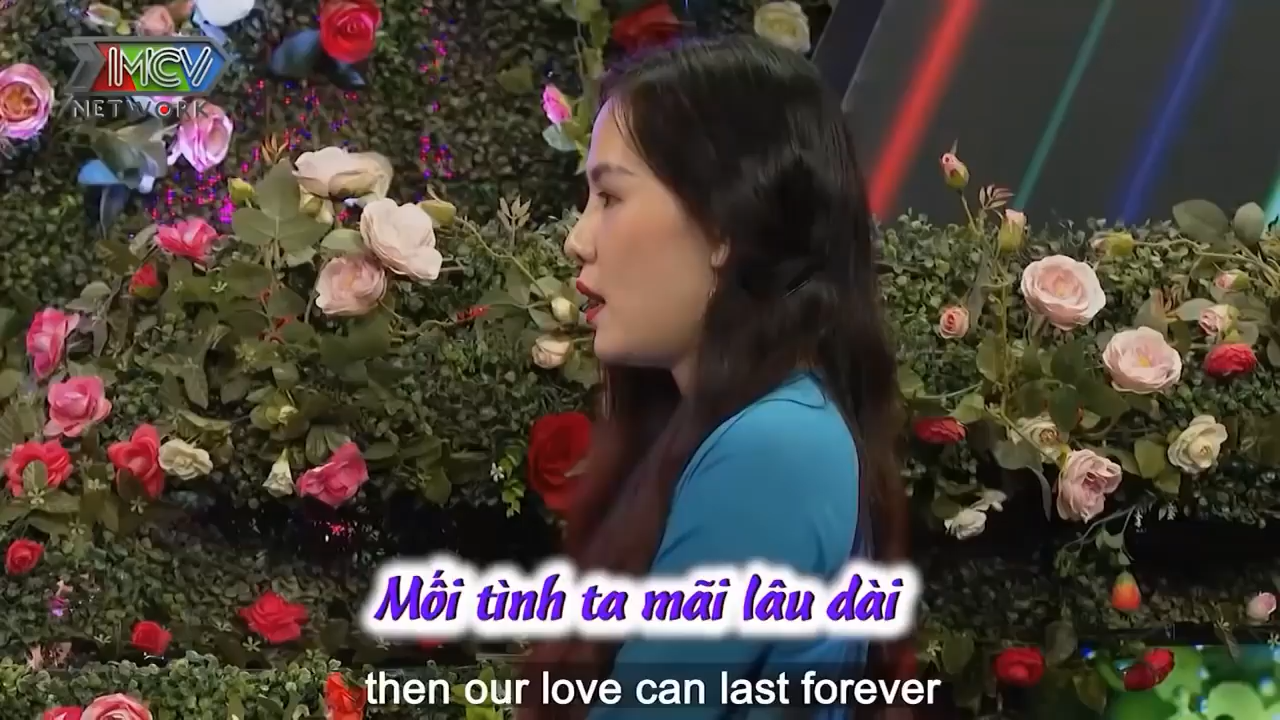 MCV
NETWORK
Mối tình ta mãi lâu dài
then our love can last forever